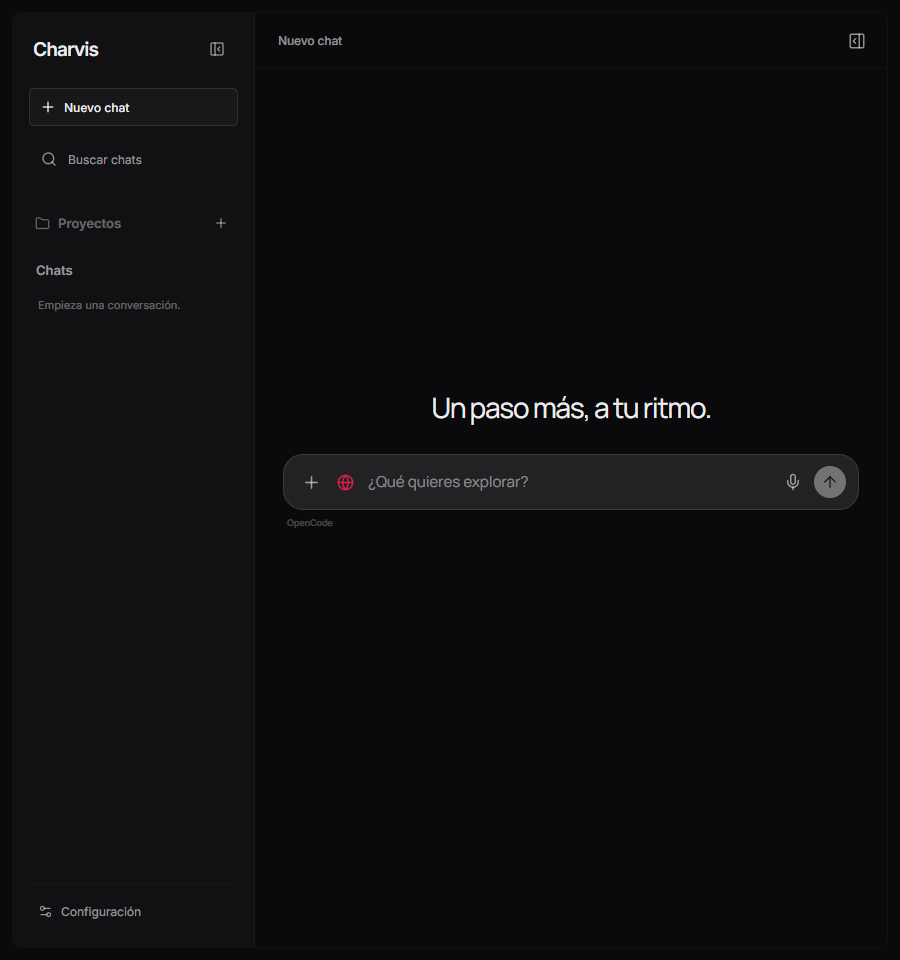 Charvis
Nuevo chat
Buscar chats
Proyectos
Chats
Empieza una conversación.
Configuración
Nuevo chat
Un paso más, a tu ritmo.
¿Qué quieres explorar?
OpenCode